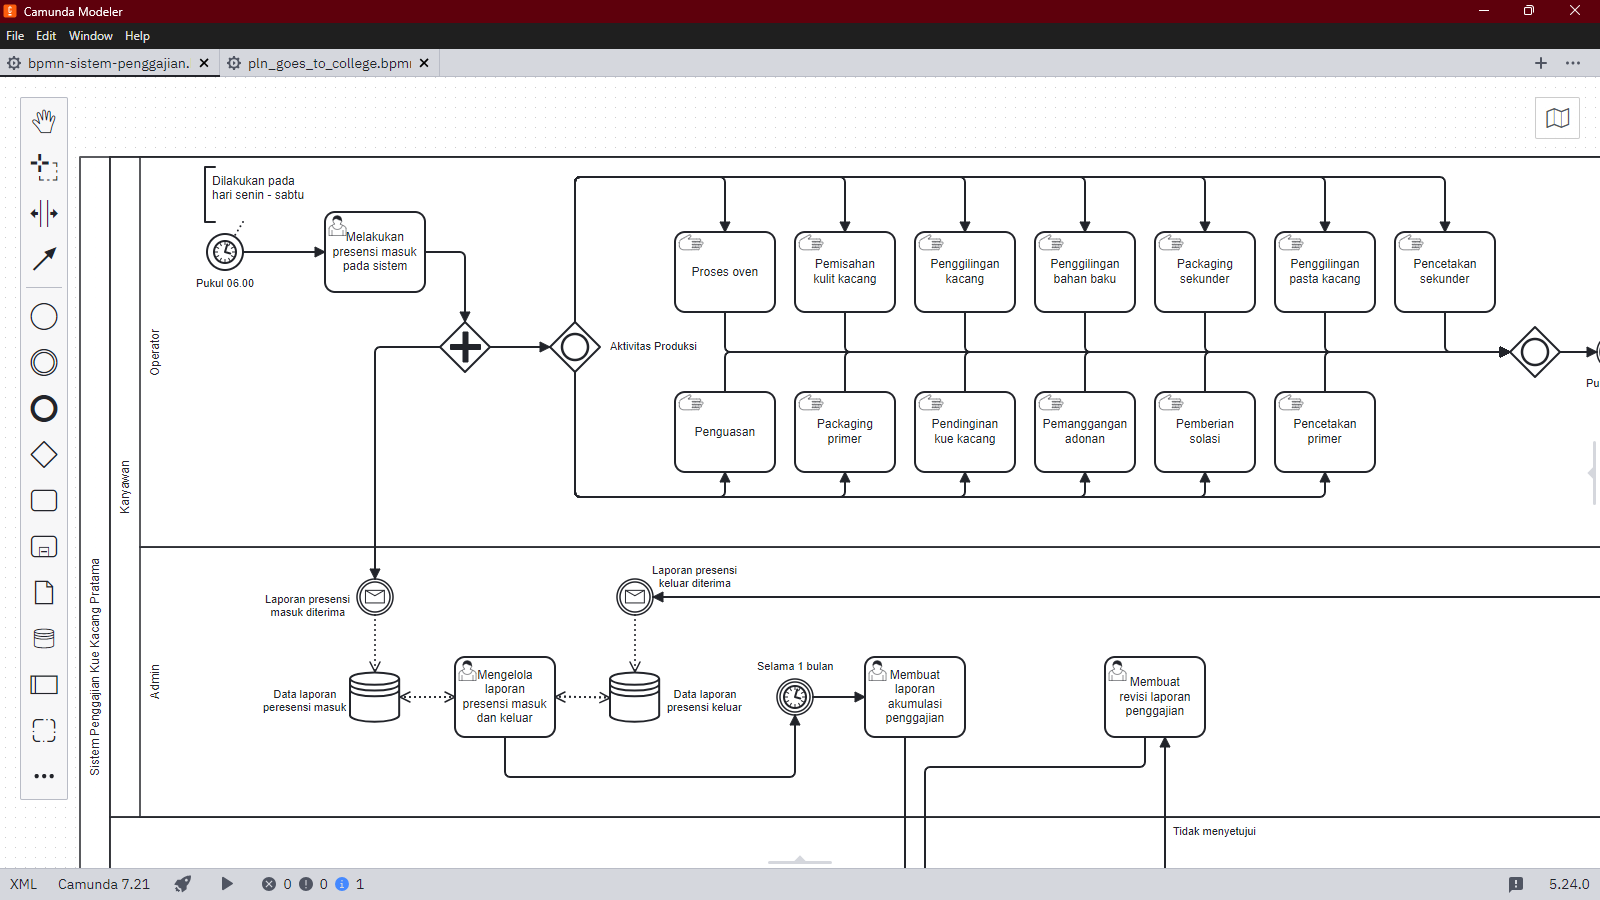 Camunda Modeler
File Edit Window Help
bpmn-sistem-penggajian.
pln_goes_to_college.bpm
Dilakukan pada
hari senin - sabtu
Pukul 06.00
Melakukan
presensi masuk
pada sistem
Aktivitas Produksi
Proses oven
Pemisahan
kulit kacang
Penggilingan
kacang
Penggilingan
bahan baku
Packaging
sekunder
Penggilingan
pasta kacang
Pencetakan
sekunder
Pu
Penguasan
Packaging
primer
Pendinginan
kue kacang
Pemanggangan
adonan
Pemberian
solasi
Pencetakan
primer
Operator
Karyawan
Sistem Penggajian Kue Kacang Pratama
Admin
Laporan presensi
masuk diterima
Laporan presensi
keluar diterima
Data laporan
peresensi masuk
Mengelola
laporan
presensi masuk
dan keluar
Data laporan
presensi keluar
Selama 1 bulan
Membuat
laporan
akumulasi
penggajian
Membuat
revisi laporan
penggajian
Tidak menyetujui
XML Camunda 7.21 0 0 1 5.24.0